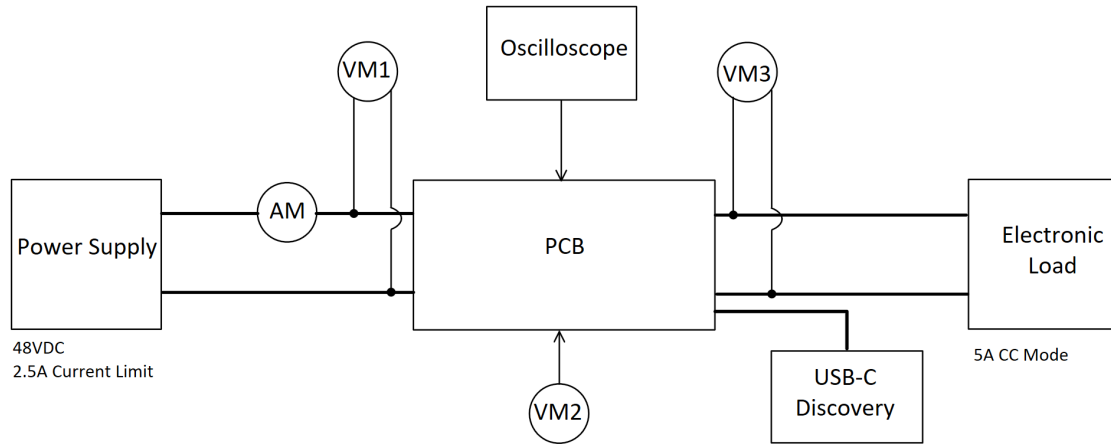 Oscilloscope
VM1
VM3
AM
Power Supply
PCB
Electronic
Load
48VDC
2.5A Current Limit
5A CC Mode
USB-C
Discovery
VM2